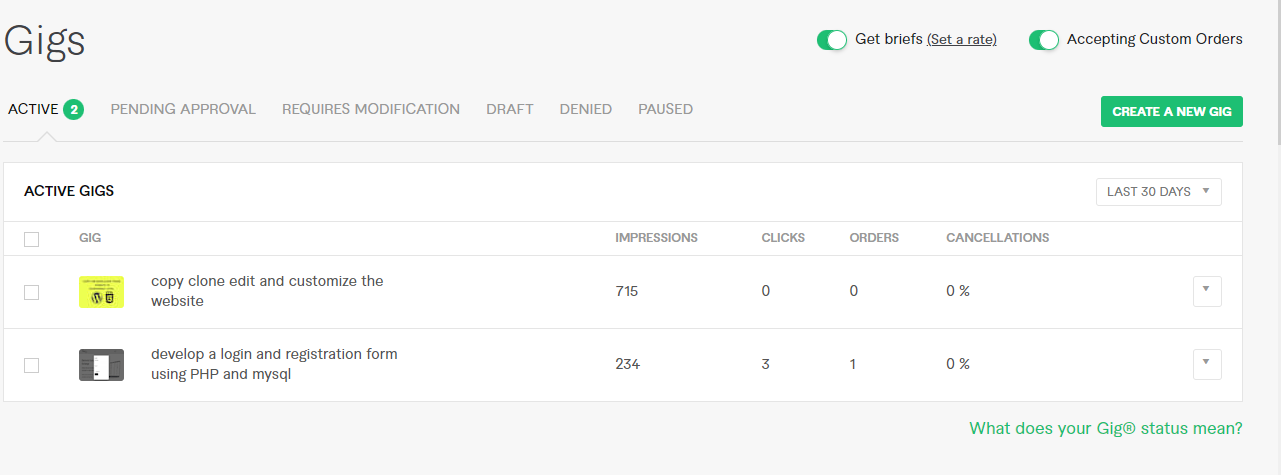 Gigs
Get briefs (Set a rate)
Accepting Custom Orders
ACTIVE 2
PENDING APPROVAL
REQUIRES MODIFICATION
DRAFT
DENIED
PAUSED
CREATE A NEW GIG
ACTIVE GIGS
LAST 30 DAYS
GIG
IMPRESSIONS
CLICKS
ORDERS
CANCELLATIONS
copy clone edit and customize the
website
715
0
0
0 %
develop a login and registration form
using PHP and mysql
234
3
1
0 %
What does your Gig® status mean?